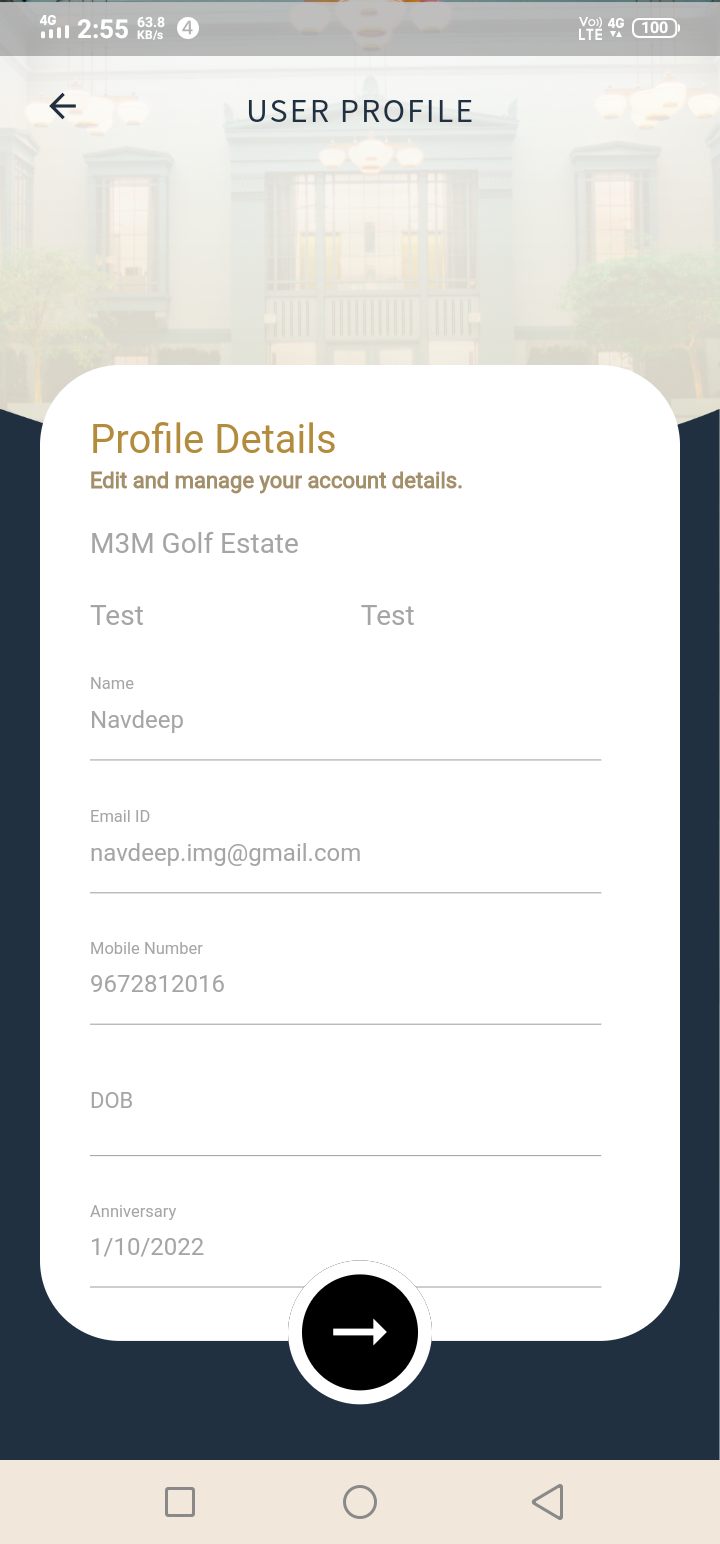 4G 2:55 63.8 KB/s 4 Vo)) LTE 4G 100
USER PROFILE
Profile Details
Edit and manage your account details.
M3M Golf Estate
Test Test
Name
Navdeep
Email ID
navdeep.img@gmail.com
Mobile Number
9672812016
DOB
Anniversary
1/10/2022